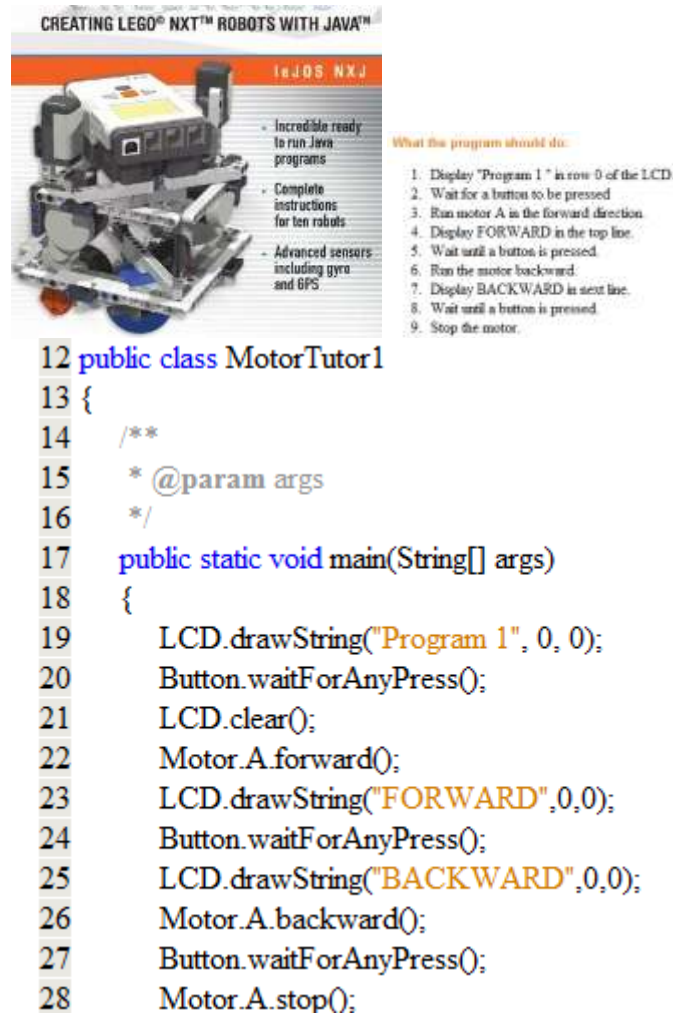 CREATING LEGO® NXT™ ROBOTS WITH JAVA™
leJOS NXJ
- Incredible ready
to run Java
programs
- Complete
instructions
for ten robots
- Advanced sensors
including gyro
and GPS
What the program should do:
1. Display "Program 1 " in row 0 of the LCD.
2. Wait for a button to be pressed
3. Run motor A in the forward direction.
4. Display FORWARD in the top line.
5. Wait until a button is pressed.
6. Run the motor backward.
7. Display BACKWARD in next line.
8. Wait until a button is pressed.
9. Stop the motor.
12 public class MotorTutor1
13 {
14 /**
15 * @param args
16 */
17 public static void main(String[] args)
18 {
19 LCD.drawString("Program 1", 0, 0);
20 Button.waitForAnyPress();
21 LCD.clear();
22 Motor.A.forward();
23 LCD.drawString("FORWARD",0,0);
24 Button.waitForAnyPress();
25 LCD.drawString("BACKWARD",0,0);
26 Motor.A.backward();
27 Button.waitForAnyPress();
28 Motor.A.stop();